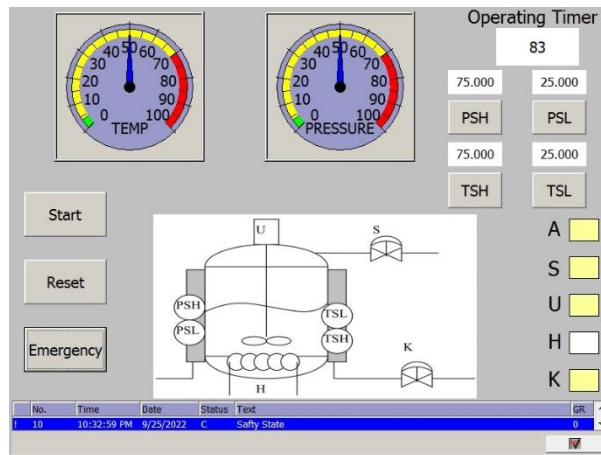 Operating Timer
83
0 10 20 30 40 50 60 70 80 90 100
TEMP
0 10 20 30 40 50 60 70 80 90 100
PRESSURE
75.000 25.000
PSH PSL
75.000 25.000
TSH TSL
Start
Reset
Emergency
U
S
PSH
PSL
TSL
TSH
K
H
A
S
U
H
K
No. Time Date Status Text GR
! 10 10:32:59 PM 9/25/2022 C Safty State 0